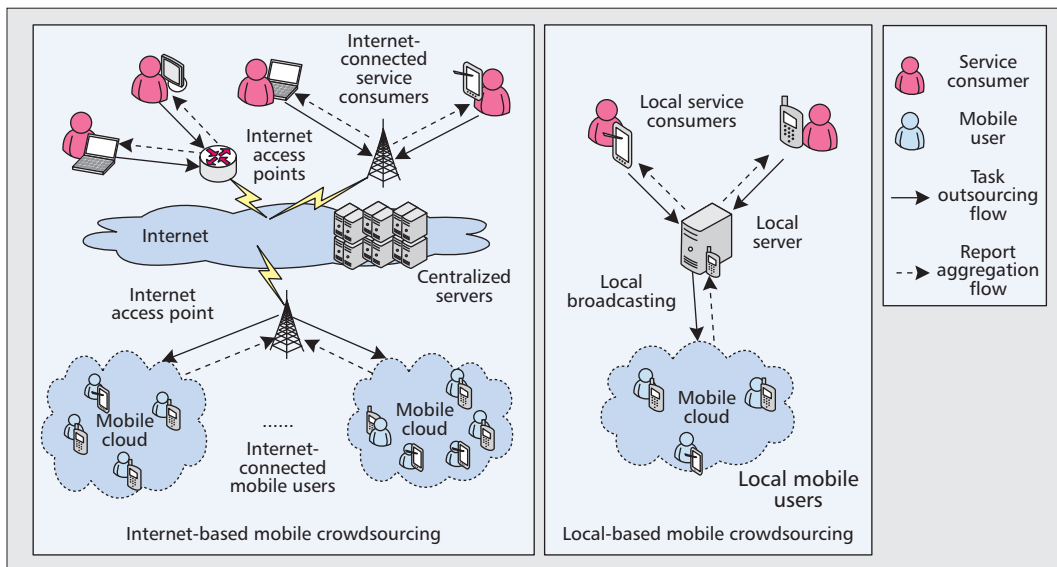 Internet-
connected
service
consumers
Internet
access
points
Internet
Centralized
servers
Internet
access point
Mobile
cloud
Internet-
connected
mobile users
......
Mobile
cloud
Internet-based mobile crowdsourcing
Local service
consumers
Local
server
Local
broadcasting
Mobile
cloud
Local mobile
users
Local-based mobile crowdsourcing
Service
consumer
Mobile
user
Task
outsourcing
flow
Report
aggregation
flow